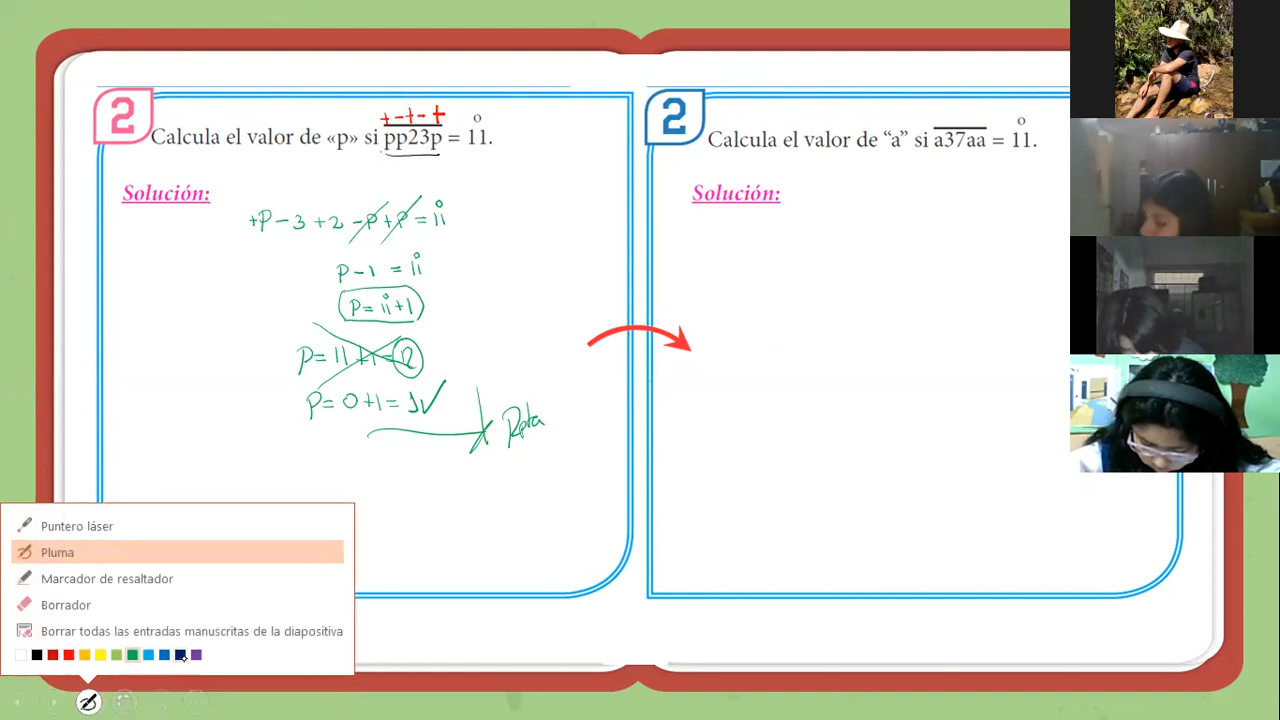 2
+ - + - +
Calcula el valor de «p» si pp23p = 11.
o
Solución:
+P - 3 + 2 - p + p = 11
P - 1 = 11
P = 11 + 1
P = 11 + 1 = 12
P = 0 + 1 = 1 ✓
Rpta
2
Calcula el valor de “a” si a37aa = 11.
o
Solución:
Puntero láser
Pluma
Marcador de resaltador
Borrador
Borrar todas las entradas manuscritas de la diapositiva